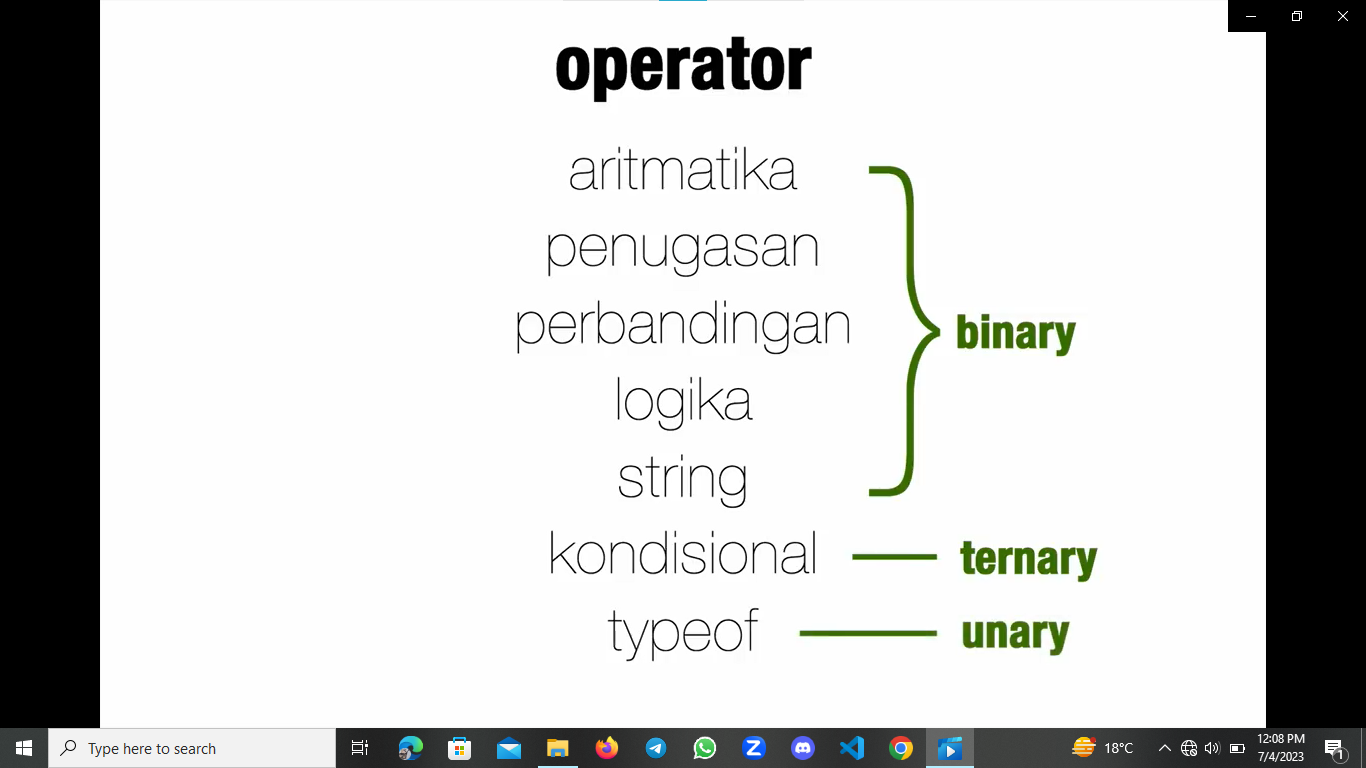 operator
aritmatika
penugasan
perbandingan
binary
logika
string
kondisional ternary
typeof unary
Type here to search
18°C
12:08 PM
7/4/2023
1